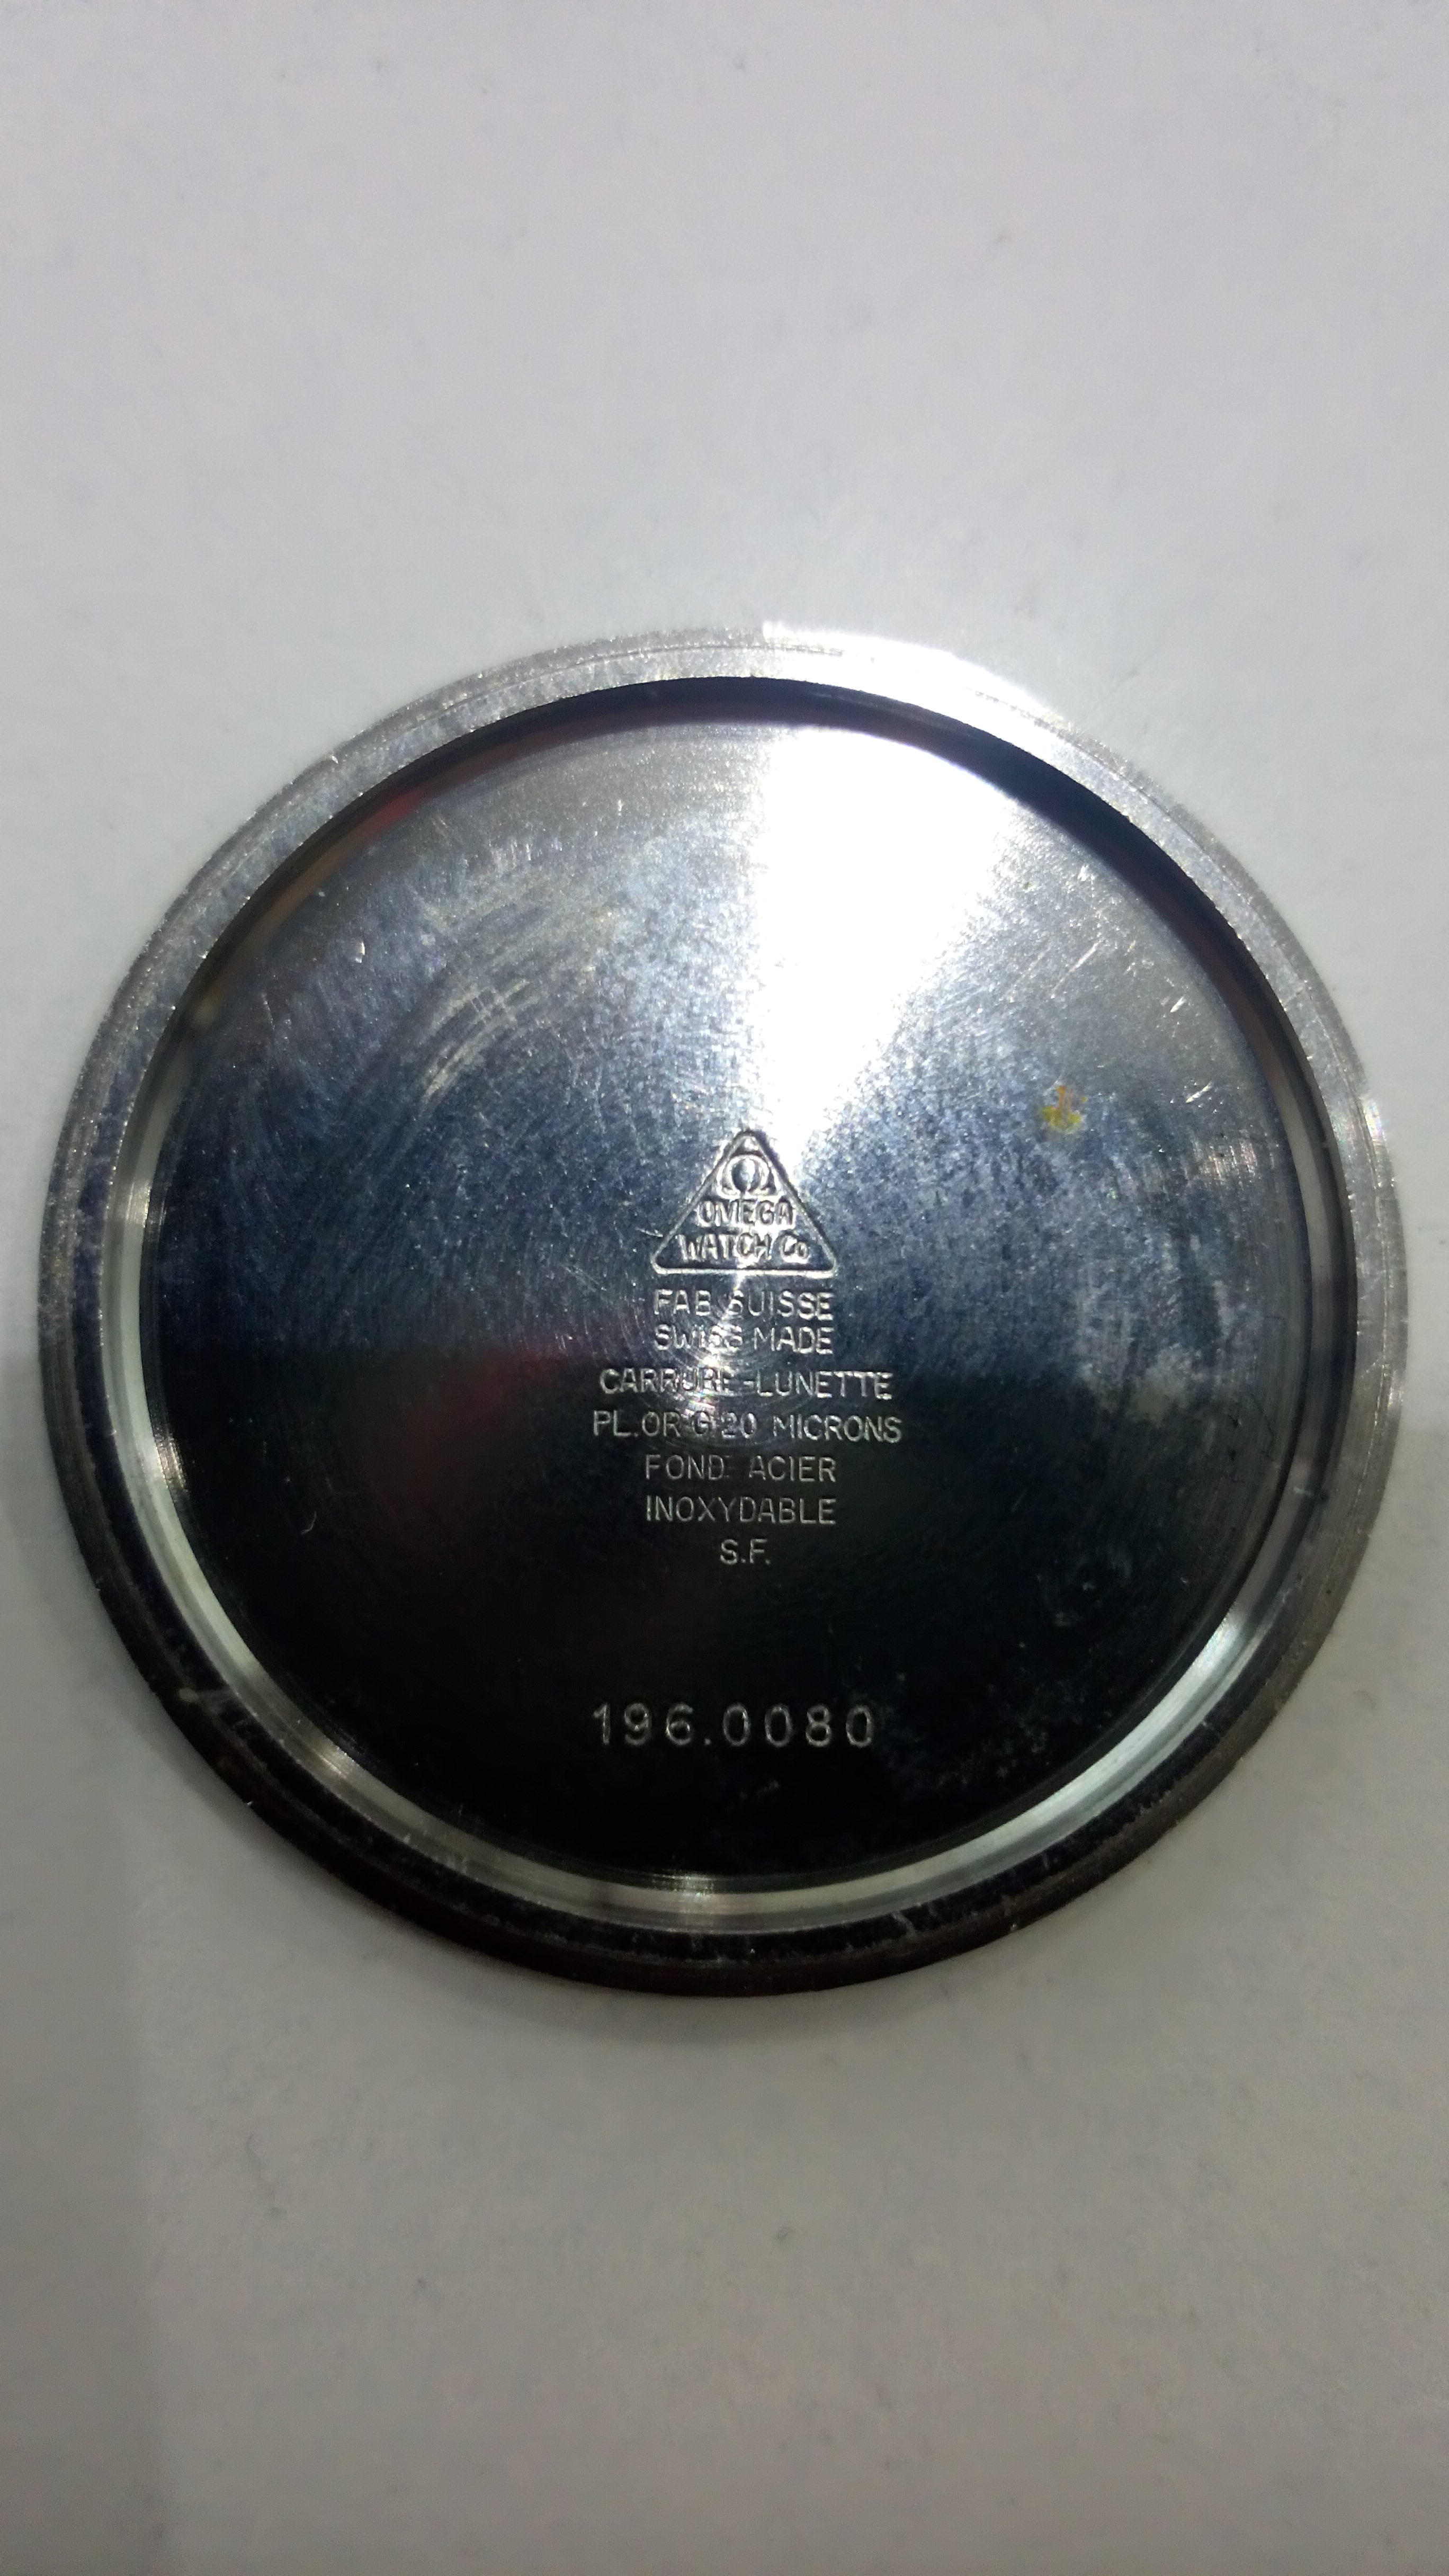 Ω
OMEGA
WATCH Co
FAB. SUISSE
SWISS MADE
CARRURE-LUNETTE
PL.OR G 20 MICRONS
FOND ACIER
INOXYDABLE
S.F.
196.0080